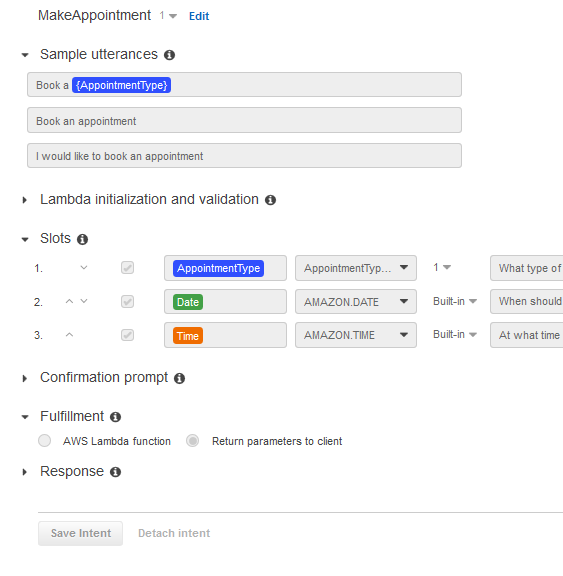 MakeAppointment 1 Edit
Sample utterances
Book a {AppointmentType}
Book an appointment
I would like to book an appointment
Lambda initialization and validation
Slots
1. AppointmentType AppointmentTyp... 1 What type of
2. Date AMAZON.DATE Built-in When should
3. Time AMAZON.TIME Built-in At what time
Confirmation prompt
Fulfillment
AWS Lambda function Return parameters to client
Response
Save Intent Detach intent